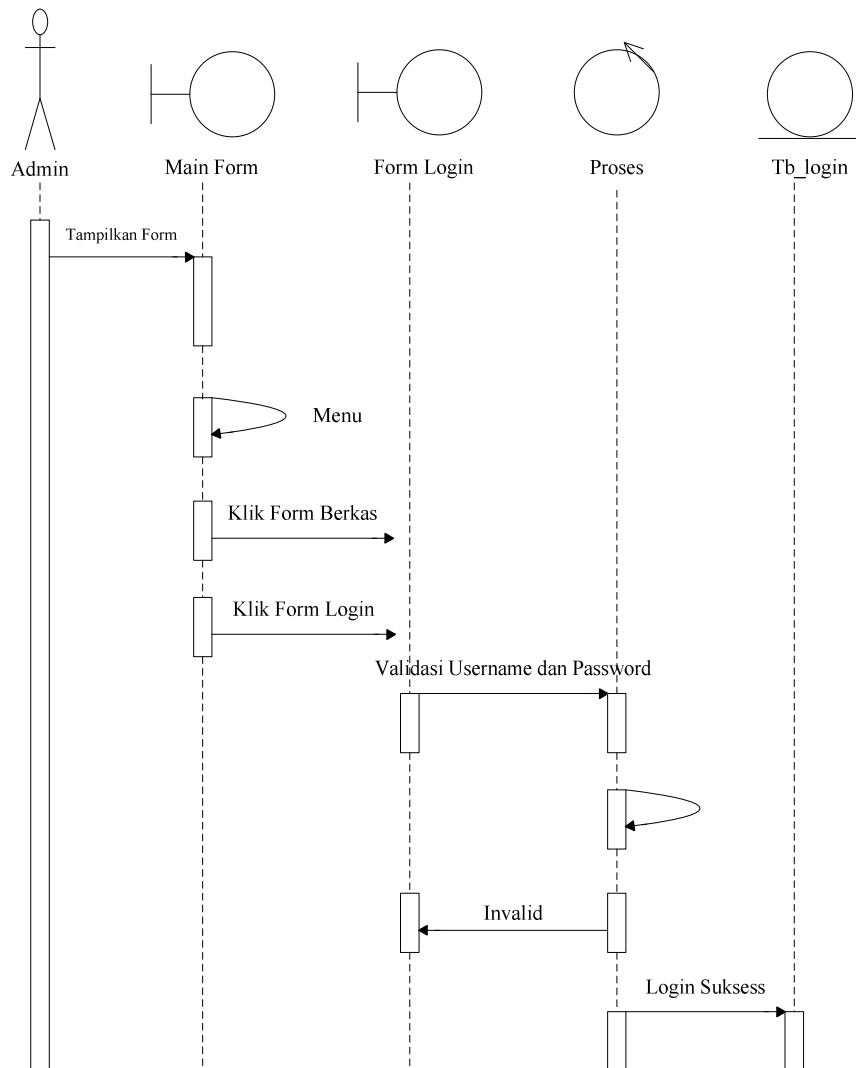 Admin
Main Form
Form Login
Proses
Tb_login
Tampilkan Form
Menu
Klik Form Berkas
Klik Form Login
Validasi Username dan Password
Invalid
Login Suksess